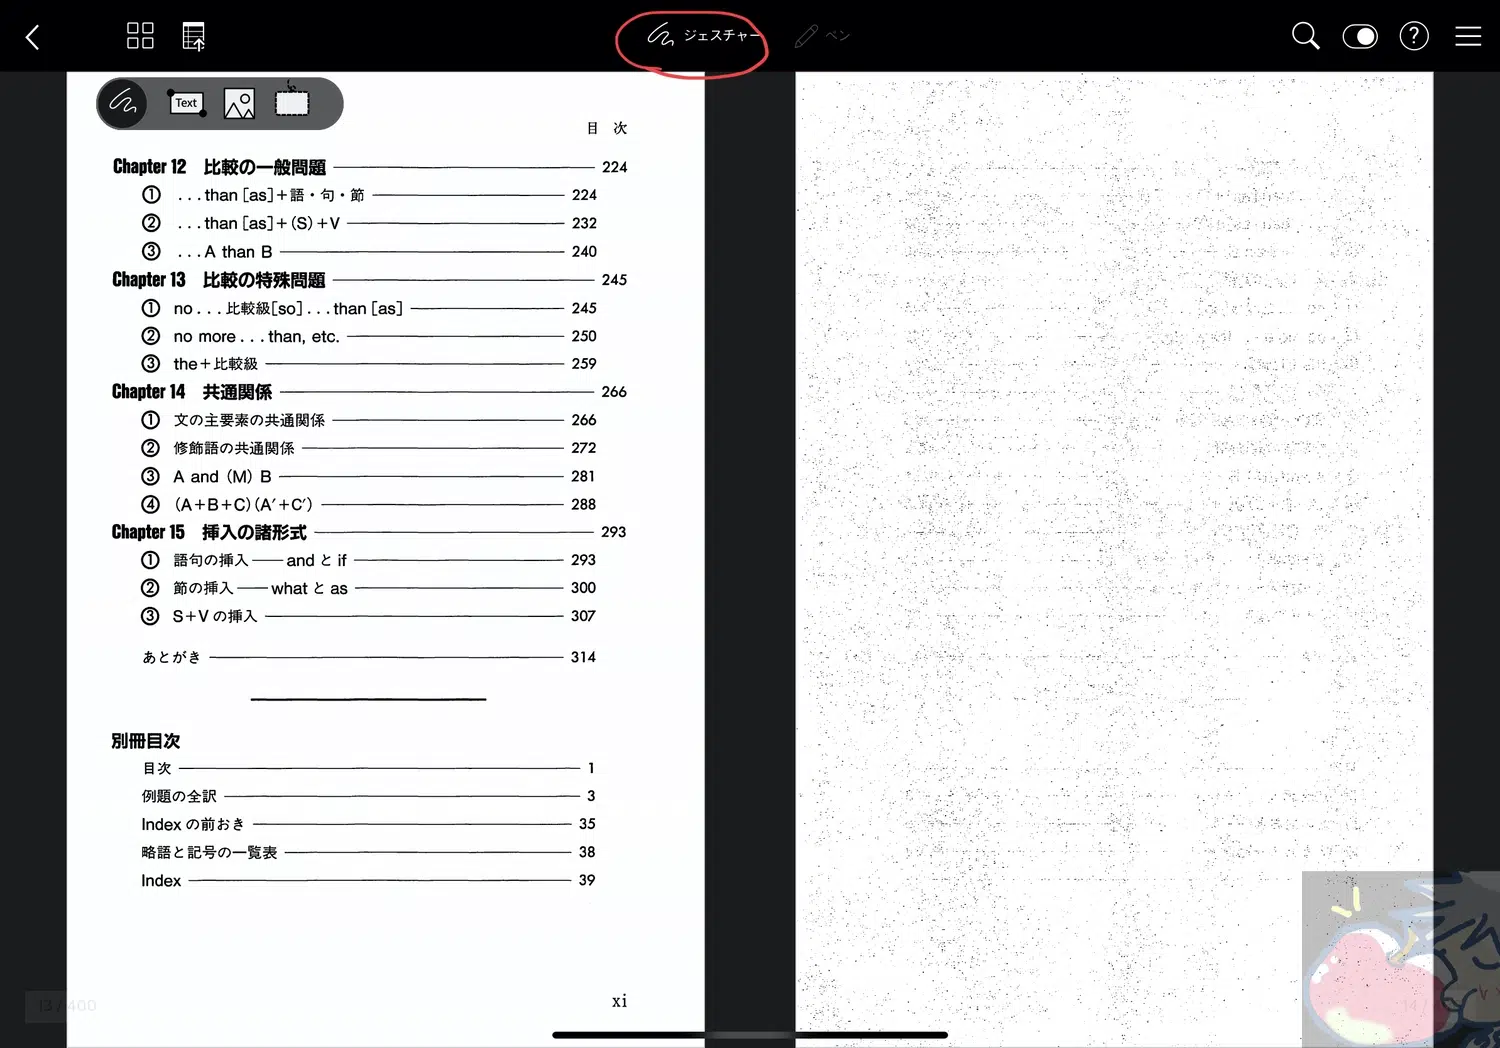 ジェスチャー ペン
Text
目 次
Chapter 12 比較の一般問題 224
① ...than [as]+語・句・節 224
② ...than [as]+(S)+V 232
③ ...A than B 240
Chapter 13 比較の特殊問題 245
① no...比較級[so]...than [as] 245
② no more...than, etc. 250
③ the+比較級 259
Chapter 14 共通関係 266
① 文の主要素の共通関係 266
② 修飾語の共通関係 272
③ A and (M) B 281
④ (A+B+C)(A′+C′) 288
Chapter 15 挿入の諸形式 293
① 語句の挿入——and と if 293
② 節の挿入——what と as 300
③ S+V の挿入 307
あとがき 314
別冊目次
目次 1
例題の全訳 3
Index の前おき 35
略語と記号の一覧表 38
Index 39
xi
13 / 400